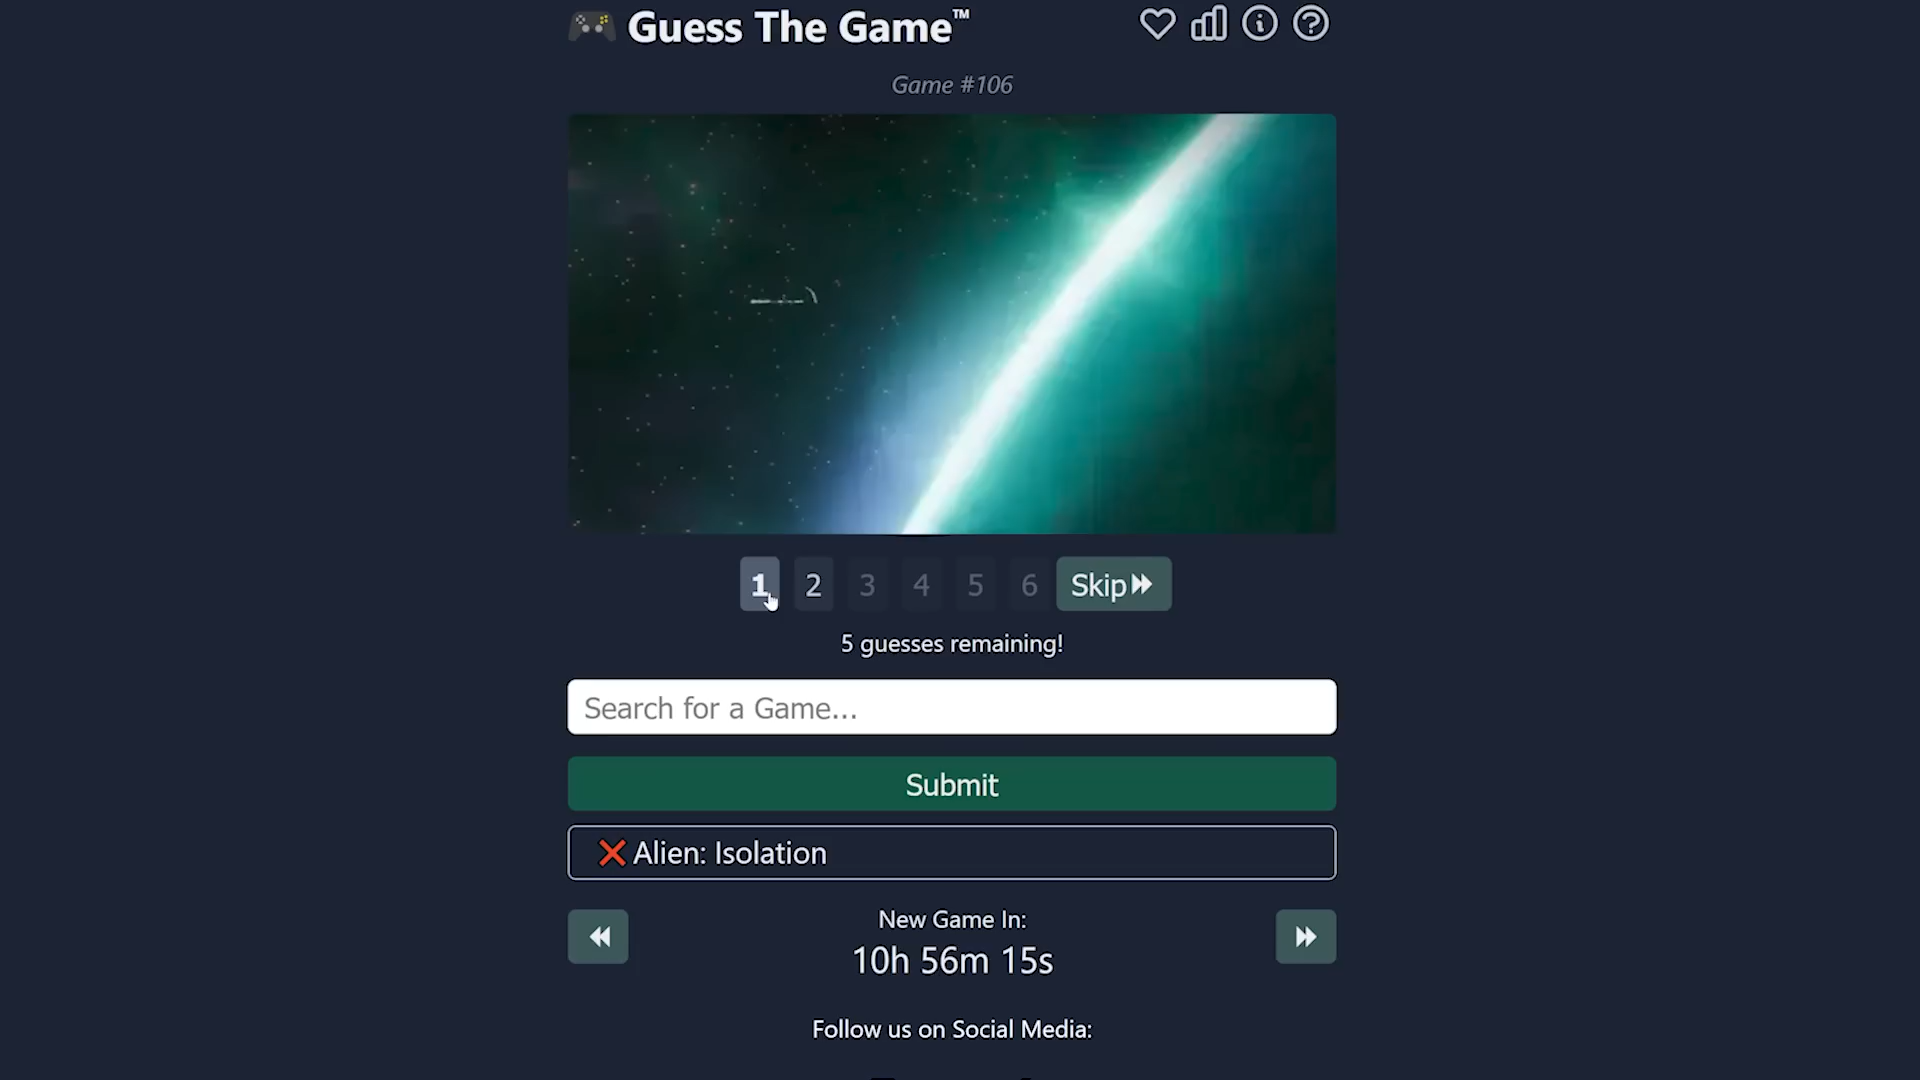 Guess The Game™
Game #106
1 2 3 4 5 6 Skip
5 guesses remaining!
Search for a Game...
Submit
Alien: Isolation
New Game In:
10h 56m 15s
Follow us on Social Media: